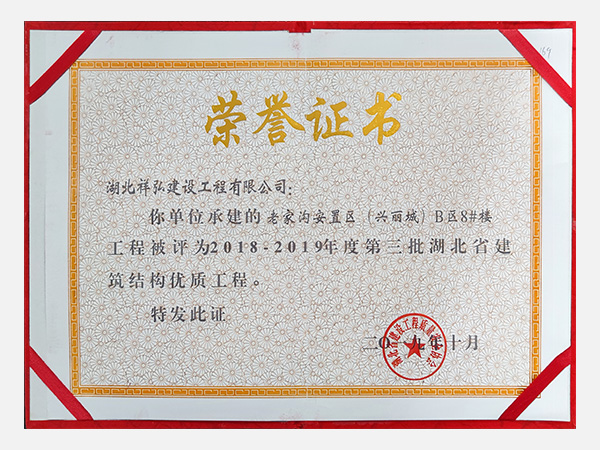 169
荣誉证书
湖北祥弘建设工程有限公司：
你单位承建的老家沟安置区（兴丽城）B区8#楼
工程被评为2018-2019年度第三批湖北省建
筑结构优质工程。
特发此证
二〇一九年十月